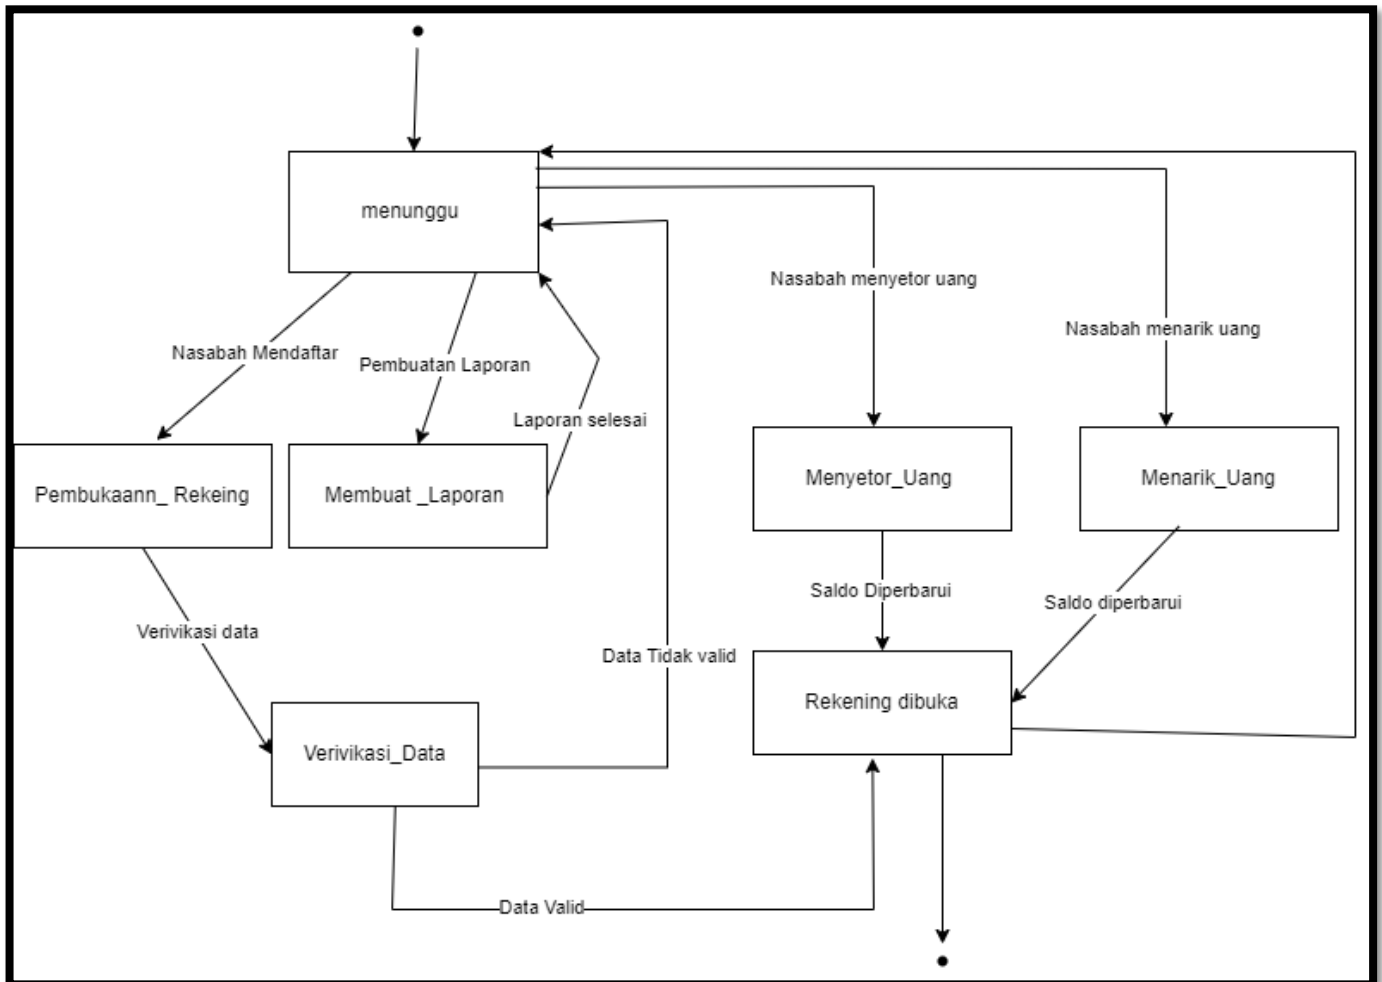 menunggu
Nasabah menyetor uang
Nasabah menarik uang
Nasabah Mendaftar
Pembuatan Laporan
Laporan selesai
Pembukaann_ Rekeing
Membuat _Laporan
Menyetor_Uang
Menarik_Uang
Saldo Diperbarui
Saldo diperbarui
Verivikasi data
Data Tidak valid
Rekening dibuka
Verivikasi_Data
Data Valid